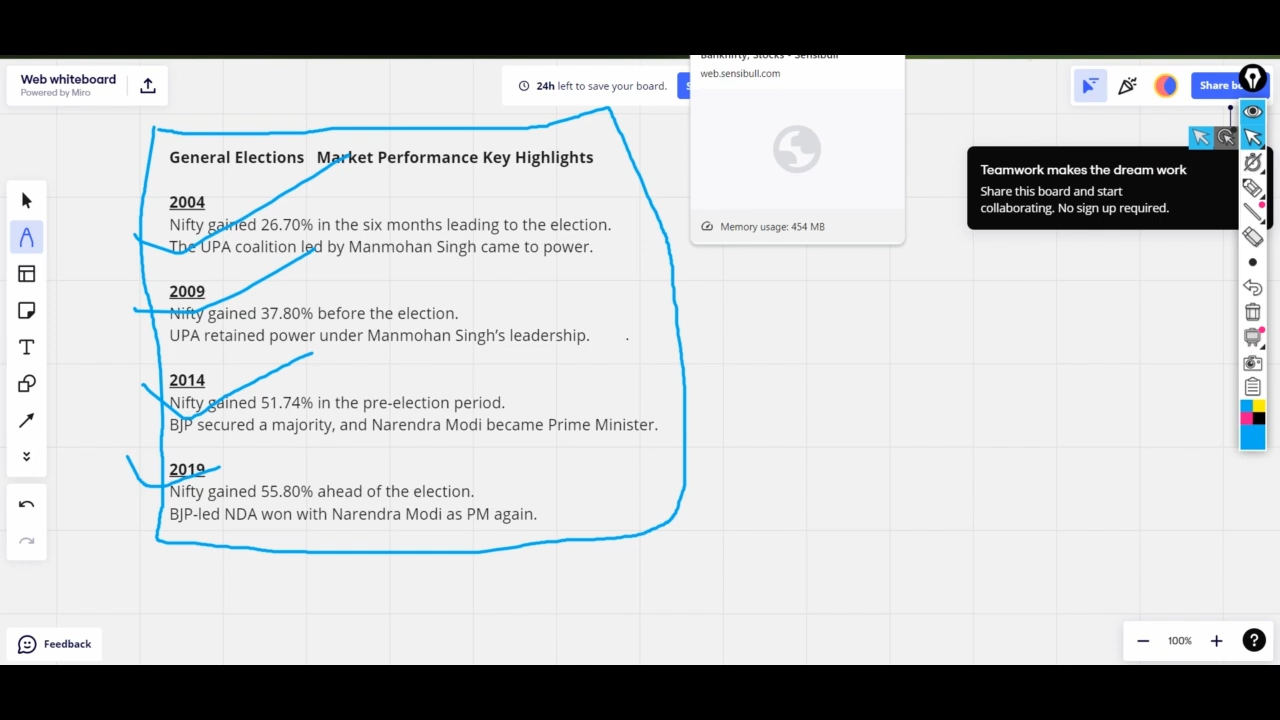 Banknifty, Stocks - Sensibull
Web whiteboard
Powered by Miro
24h left to save your board.
web.sensibull.com
Share bo
General Elections Market Performance Key Highlights
Teamwork makes the dream work
Share this board and start
collaborating. No sign up required.
2004
Nifty gained 26.70% in the six months leading to the election.
The UPA coalition led by Manmohan Singh came to power.
Memory usage: 454 MB
2009
Nifty gained 37.80% before the election.
UPA retained power under Manmohan Singh's leadership. .
2014
Nifty gained 51.74% in the pre-election period.
BJP secured a majority, and Narendra Modi became Prime Minister.
2019
Nifty gained 55.80% ahead of the election.
BJP-led NDA won with Narendra Modi as PM again.
Feedback
100%